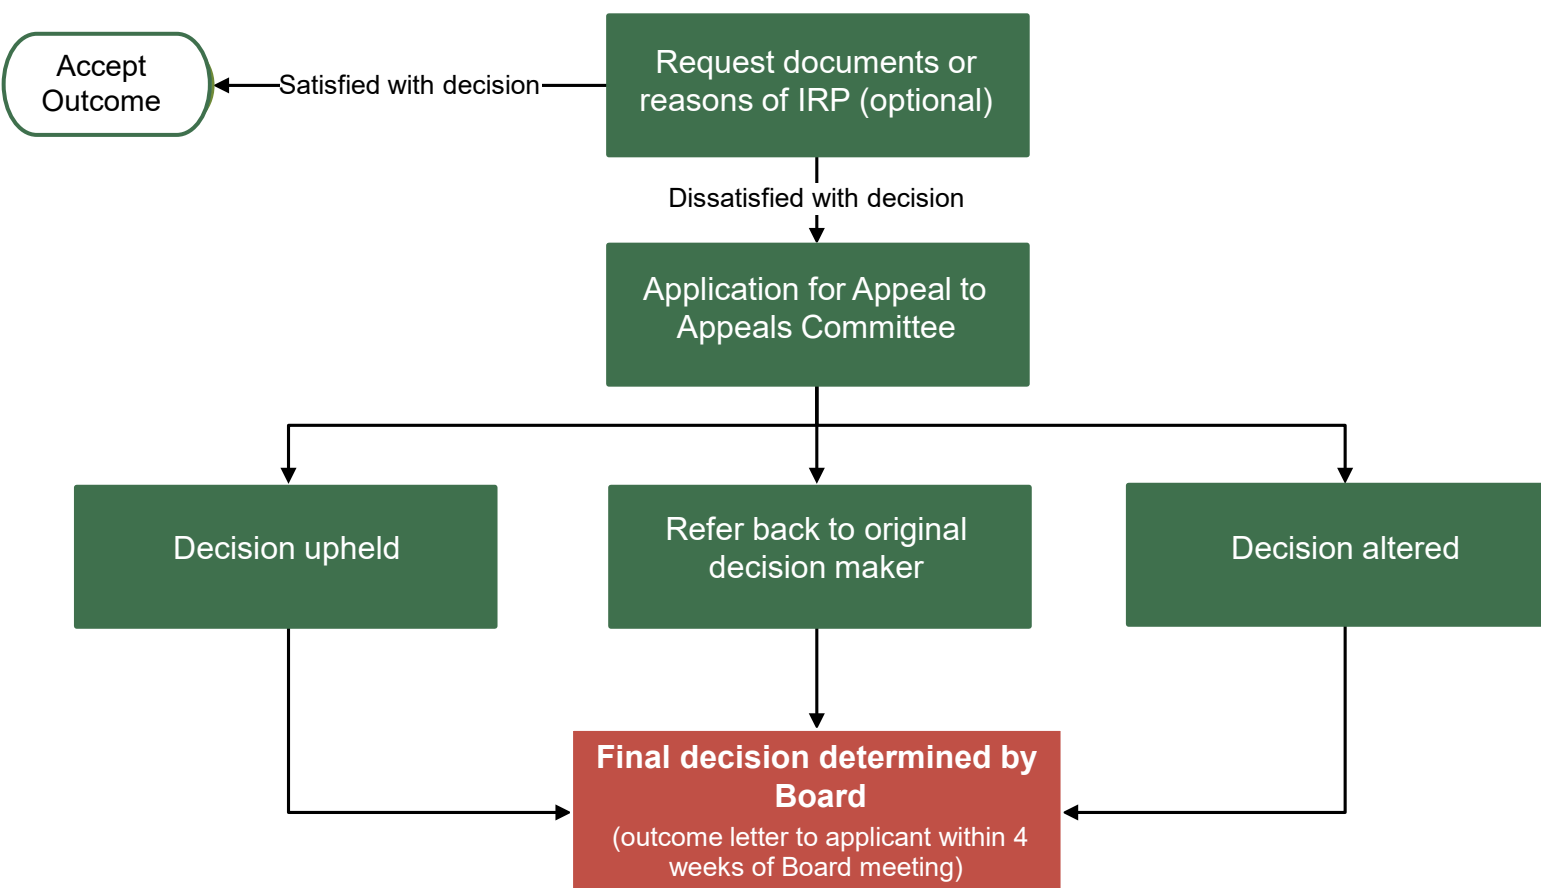 Accept
Outcome
Satisfied with decision
Request documents or
reasons of IRP (optional)
Dissatisfied with decision
Application for Appeal to
Appeals Committee
Decision upheld
Refer back to original
decision maker
Decision altered
Final decision determined by
Board
(outcome letter to applicant within 4
weeks of Board meeting)